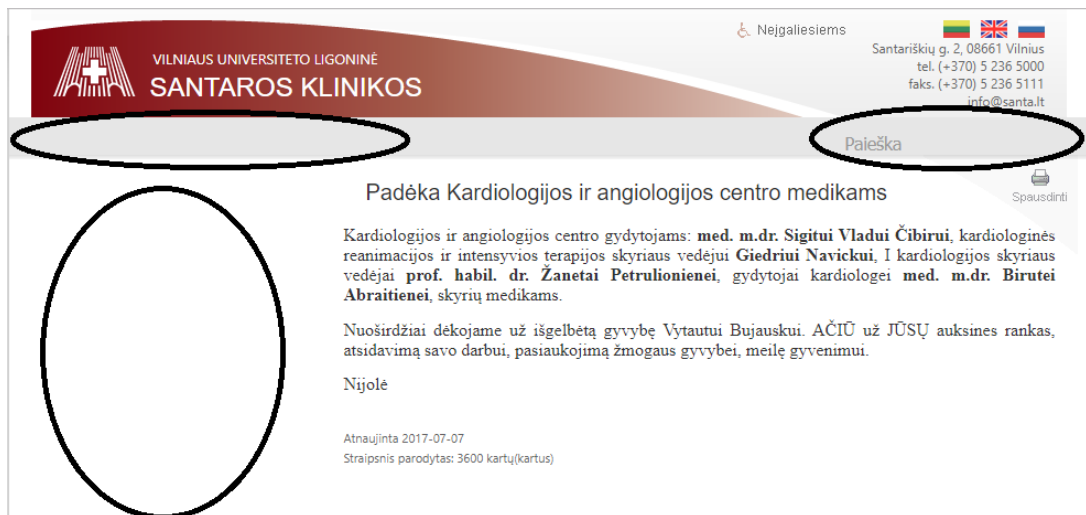 Neįgaliesiems
Santariškių g. 2, 08661 Vilnius
tel. (+370) 5 236 5000
faks. (+370) 5 236 5111
info@santa.lt
VILNIAUS UNIVERSITETO LIGONINĖ
SANTAROS KLINIKOS
Paieška
Spausdinti
Padėka Kardiologijos ir angiologijos centro medikams
Kardiologijos ir angiologijos centro gydytojams: med. m.dr. Sigitui Vladui Čibirui, kardiologinės
reanimacijos ir intensyvios terapijos skyriaus vedėjui Giedriui Navickui, I kardiologijos skyriaus
vedėjai prof. habil. dr. Žanetai Petrulionienei, gydytojai kardiologei med. m.dr. Birutei
Abraitienei, skyrių medikams.
Nuoširdžiai dėkojame už išgelbėtą gyvybę Vytautui Bujauskui. AČIŪ už JŪSŲ auksines rankas,
atsidavimą savo darbui, pasiaukojimą žmogaus gyvybei, meilę gyvenimui.
Nijolė
Atnaujinta 2017-07-07
Straipsnis parodytas: 3600 kartų(kartus)